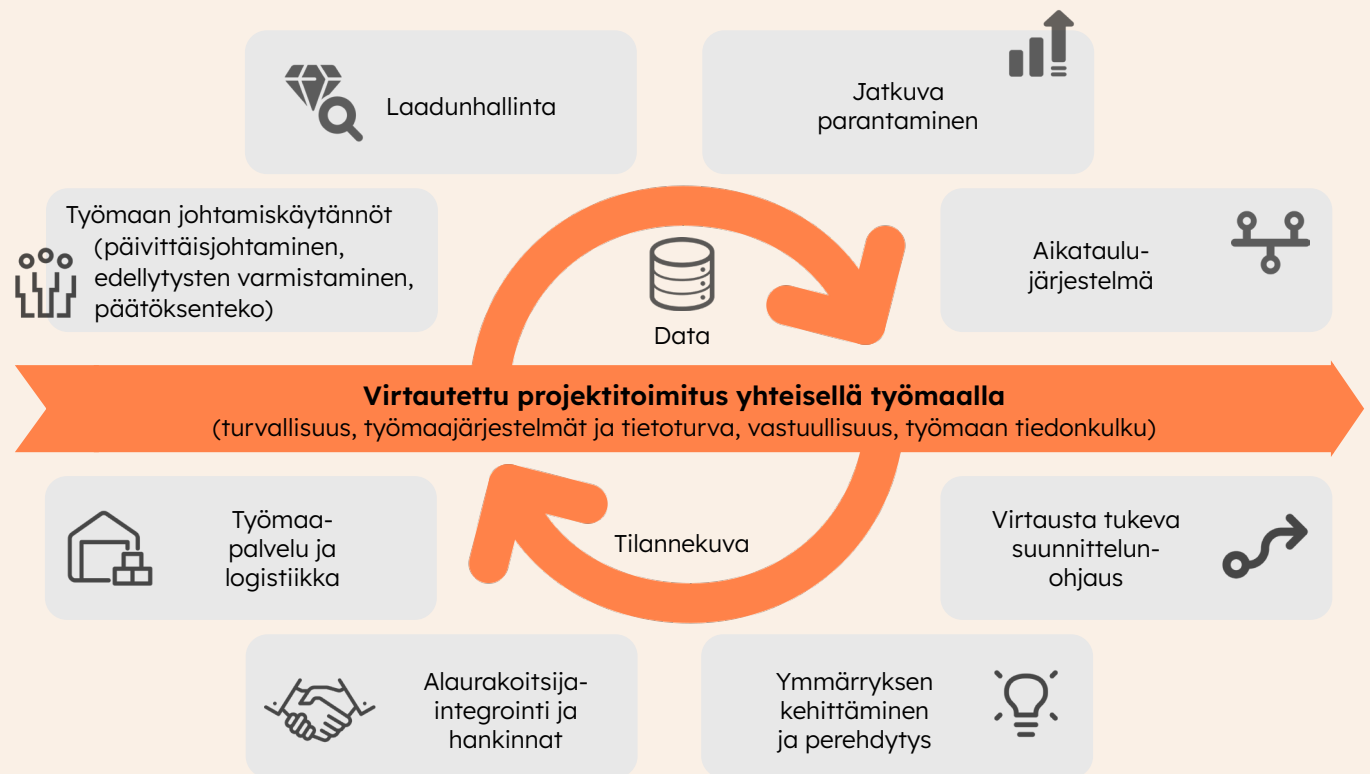 Laadunhallinta
Jatkuva
parantaminen
Työmaan johtamiskäytännöt
(päivittäisjohtaminen,
edellytysten varmistaminen,
päätöksenteko)
Data
Aikataulu-
järjestelmä
Virtautettu projektitoimitus yhteisellä työmaalla
(turvallisuus, työmaajärjestelmät ja tietoturva, vastuullisuus, työmaan tiedonkulku)
Työmaa-
palvelu ja
logistiikka
Tilannekuva
Virtausta tukeva
suunnittelun-
ohjaus
Alaurakoitsija-
integrointi ja
hankinnat
Ymmärryksen
kehittäminen
ja perehdytys